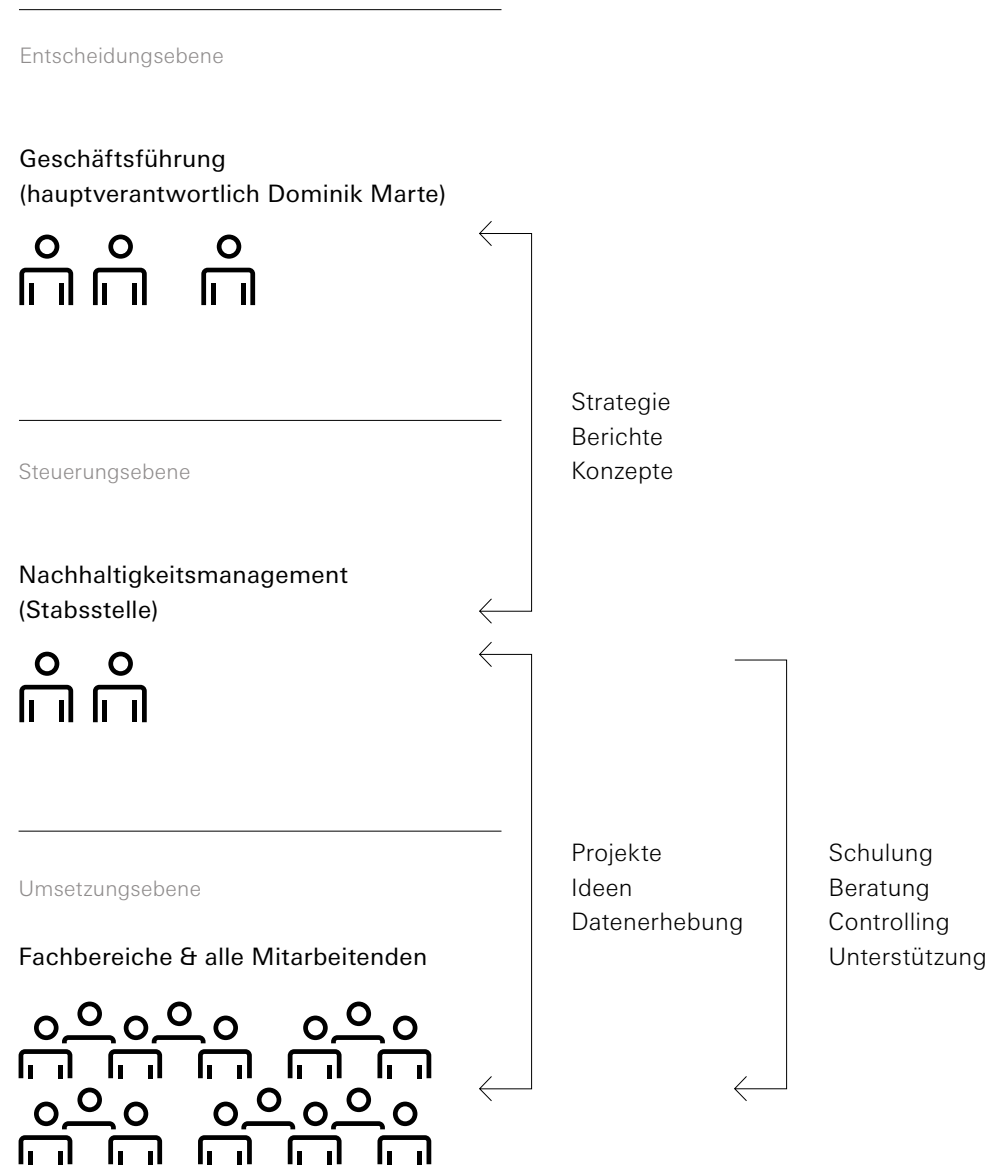 Entscheidungsebene
Geschäftsführung
(hauptverantwortlich Dominik Marte)
Strategie
Berichte
Konzepte
Steuerungsebene
Nachhaltigkeitsmanagement
(Stabsstelle)
Projekte
Ideen
Datenerhebung
Schulung
Beratung
Controlling
Unterstützung
Umsetzungsebene
Fachbereiche & alle Mitarbeitenden